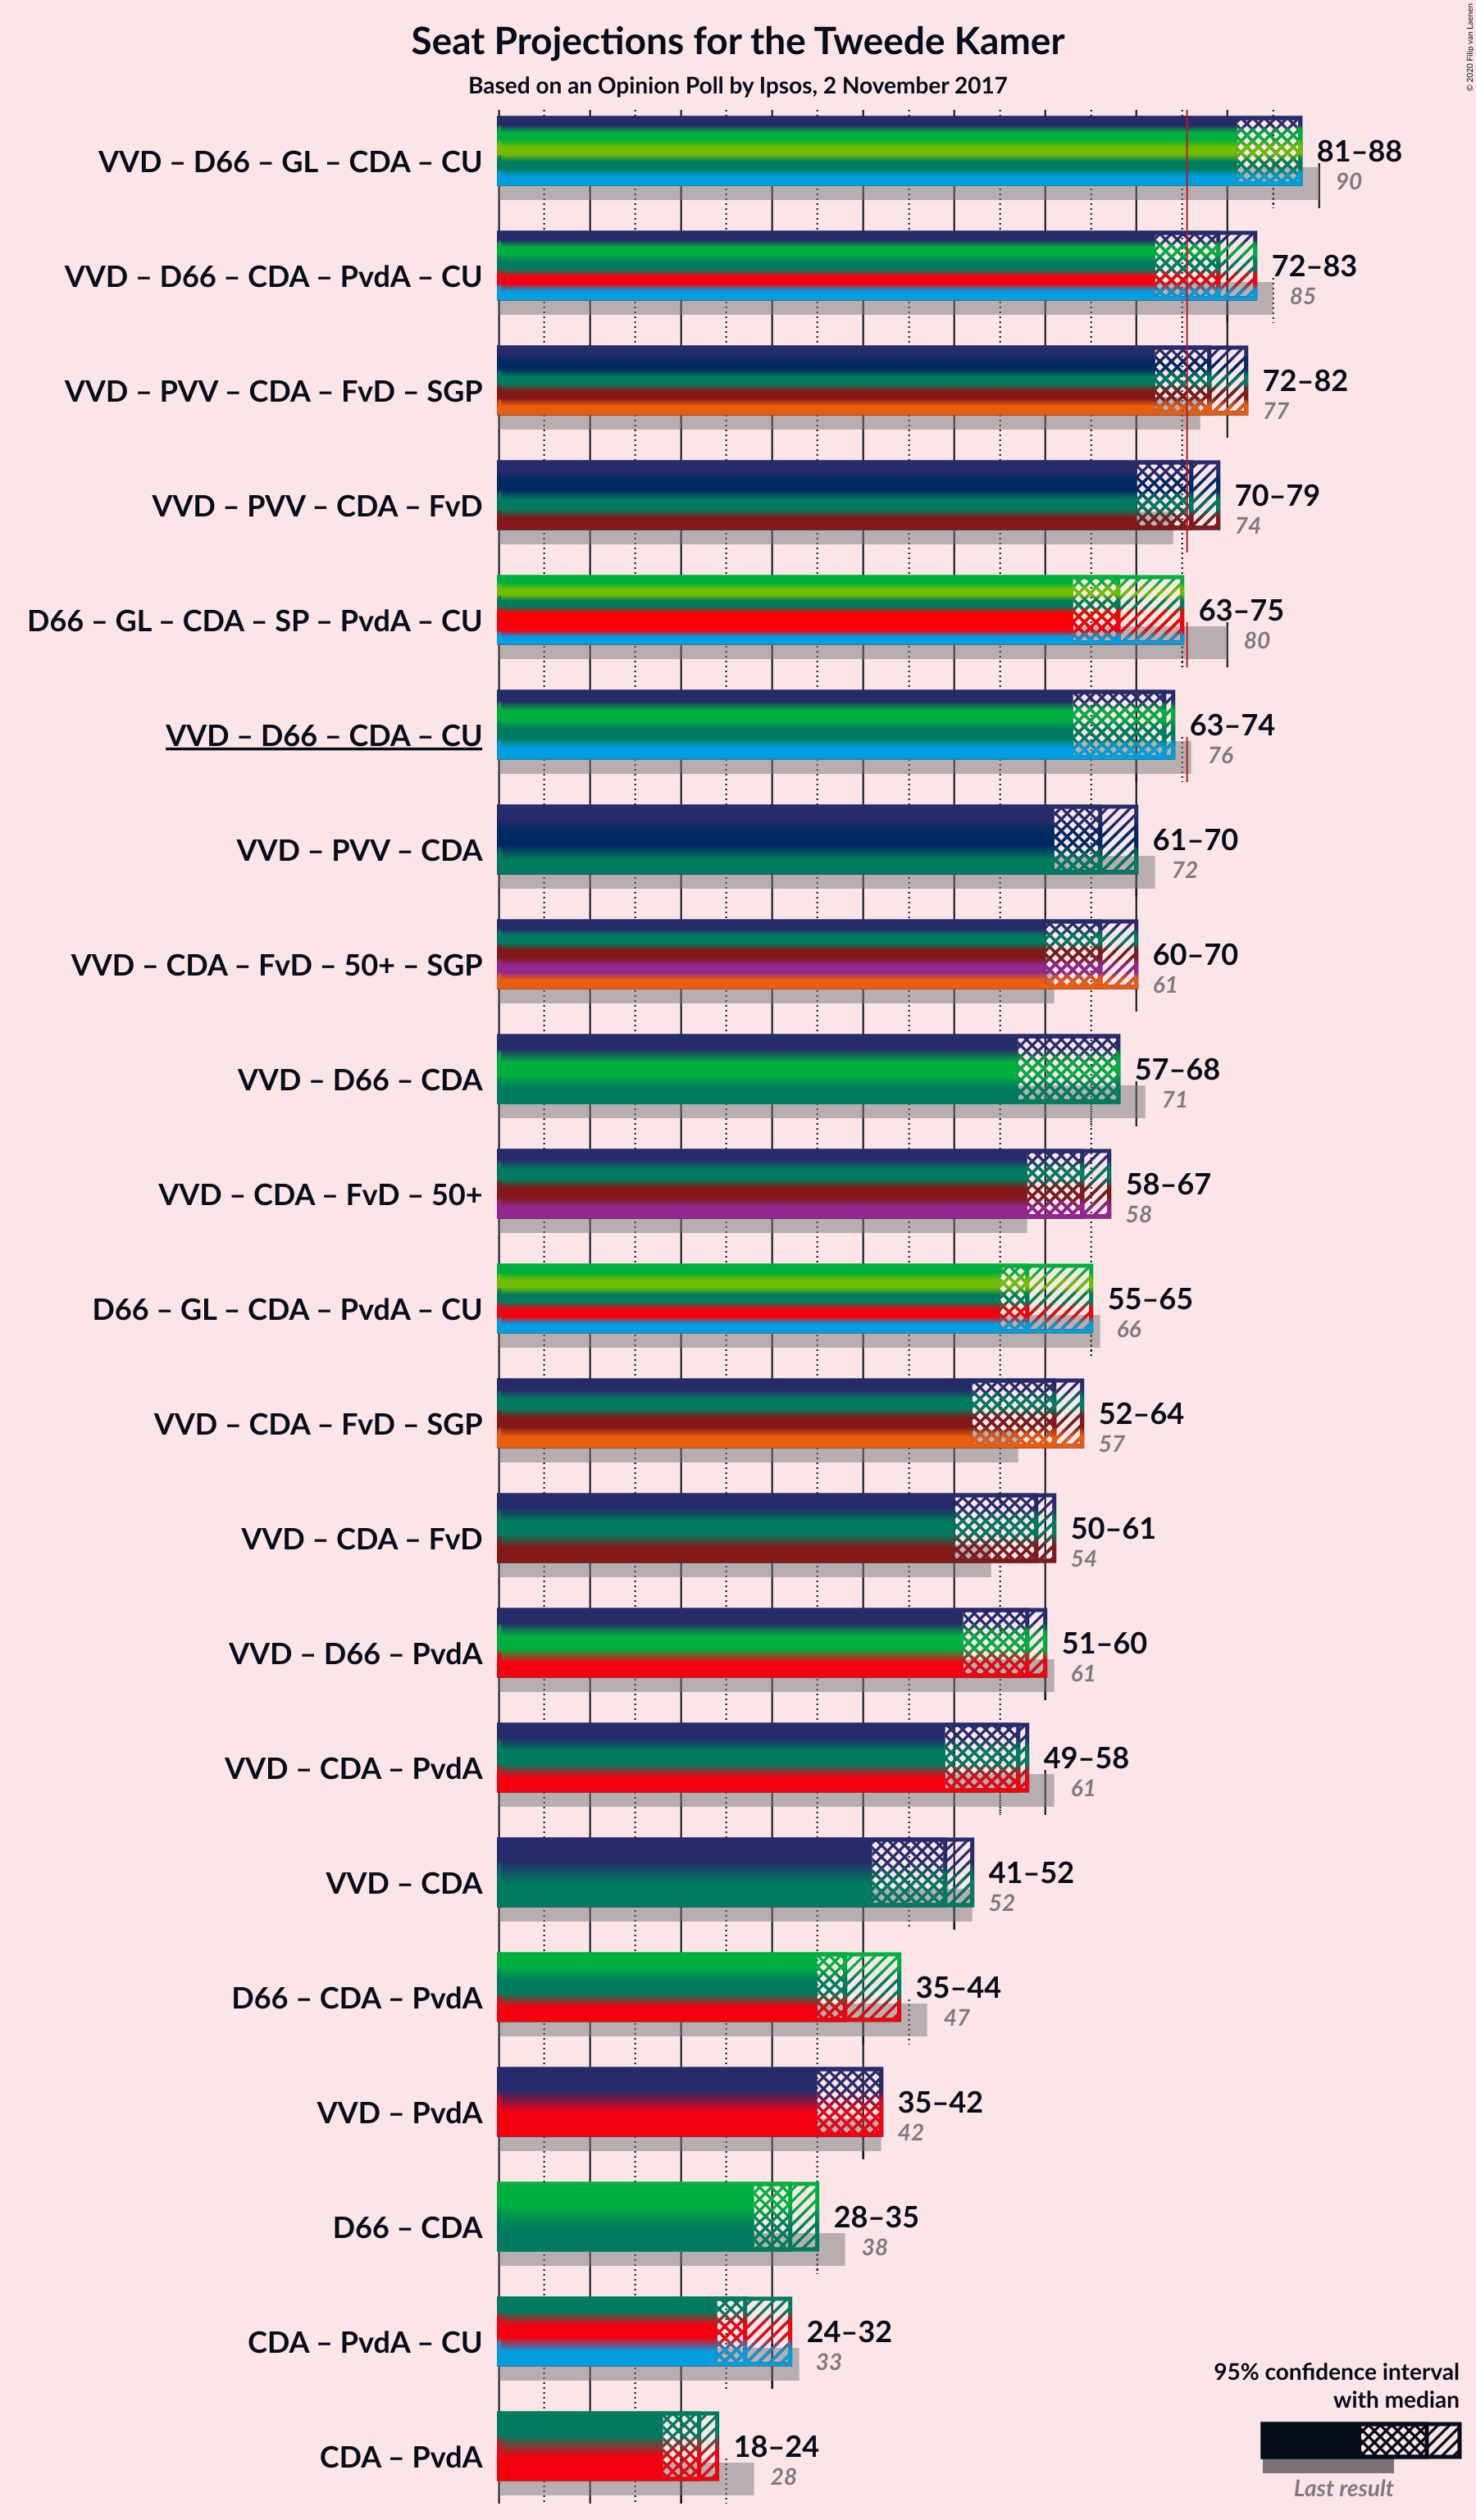 Seat Projections for the Tweede Kamer
Based on an Opinion Poll by Ipsos, 2 November 2017
© 2020 Filip van Laenen
VVD – D66 – GL – CDA – CU
81–88
90
VVD – D66 – CDA – PvdA – CU
72–83
85
VVD – PVV – CDA – FvD – SGP
72–82
77
VVD – PVV – CDA – FvD
70–79
74
D66 – GL – CDA – SP – PvdA – CU
63–75
80
VVD – D66 – CDA – CU
63–74
76
VVD – PVV – CDA
61–70
72
VVD – CDA – FvD – 50+ – SGP
60–70
61
VVD – D66 – CDA
57–68
71
VVD – CDA – FvD – 50+
58–67
58
D66 – GL – CDA – PvdA – CU
55–65
66
VVD – CDA – FvD – SGP
52–64
57
VVD – CDA – FvD
50–61
54
VVD – D66 – PvdA
51–60
61
VVD – CDA – PvdA
49–58
61
VVD – CDA
41–52
52
D66 – CDA – PvdA
35–44
47
VVD – PvdA
35–42
42
D66 – CDA
28–35
38
CDA – PvdA – CU
24–32
33
CDA – PvdA
18–24
28
95% confidence interval
with median
Last result